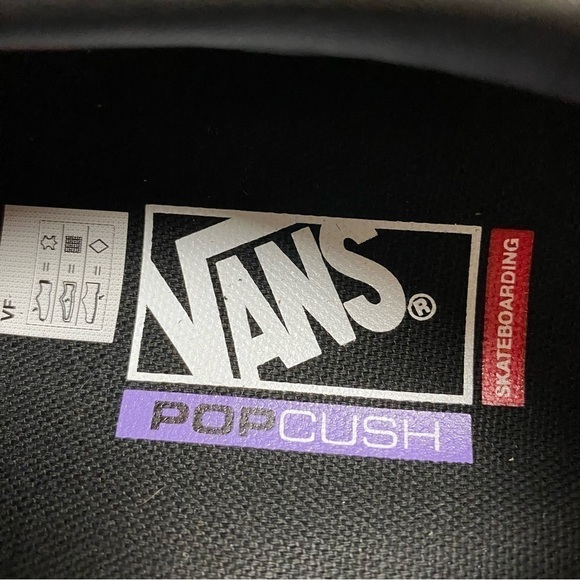 VANS®
POPCUSH
SKATEBOARDING
VF